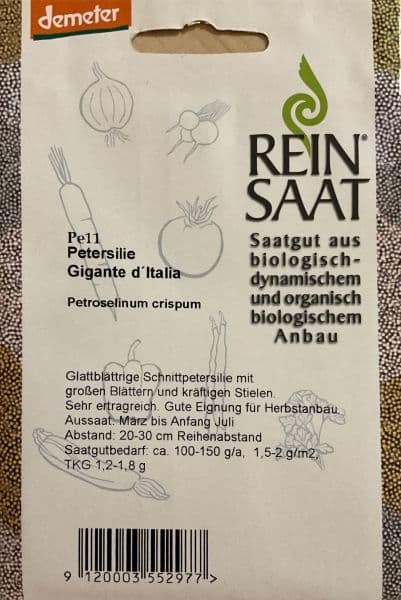 demeter
REIN
SAAT®
Saatgut aus
biologisch-
dynamischem
und organisch
biologischem
Anbau
Pe11
Petersilie
Gigante d´Italia
Petroselinum crispum
Glattblättrige Schnittpetersilie mit
großen Blättern und kräftigen Stielen.
Sehr ertragreich. Gute Eignung für Herbstanbau.
Aussaat: März bis Anfang Juli
Abstand: 20-30 cm Reihenabstand
Saatgutbedarf: ca. 100-150 g/a, 1,5-2 g/m2,
TKG 1,2-1,8 g
9 120003 552977 >